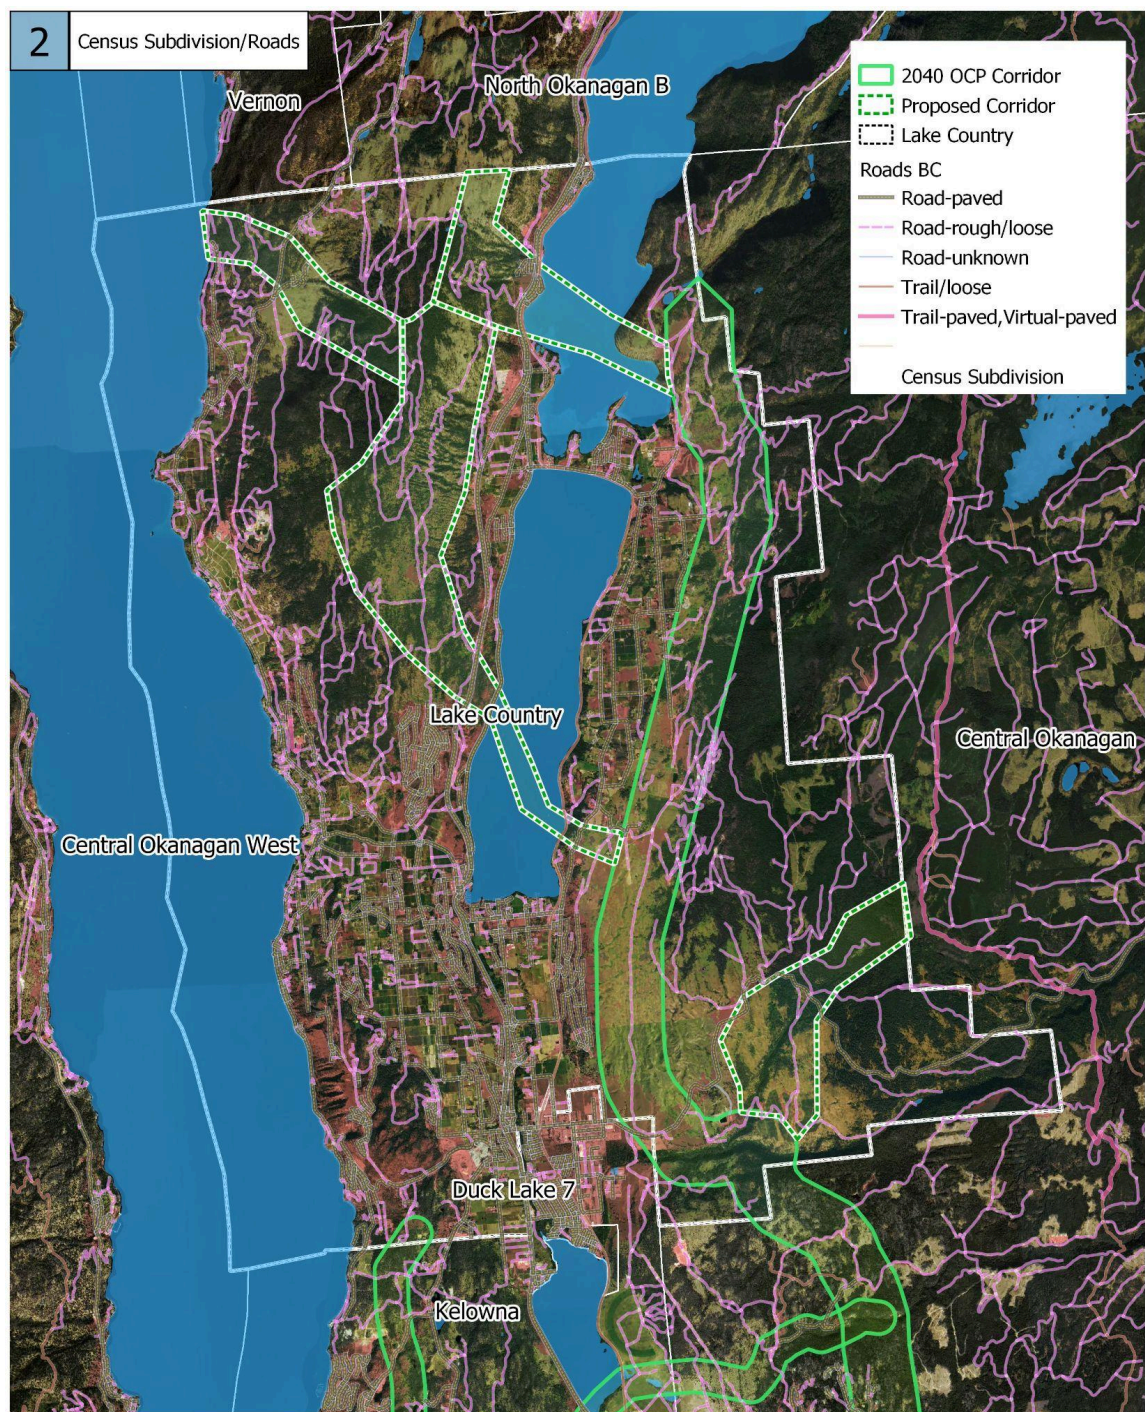 2
Census Subdivision/Roads
Vernon
North Okanagan B
2040 OCP Corridor
Proposed Corridor
Lake Country
Roads BC
Road-paved
Road-rough/loose
Road-unknown
Trail/loose
Trail-paved,Virtual-paved
Census Subdivision
Lake Country
Central Okanagan
Central Okanagan West
Duck Lake 7
Kelowna